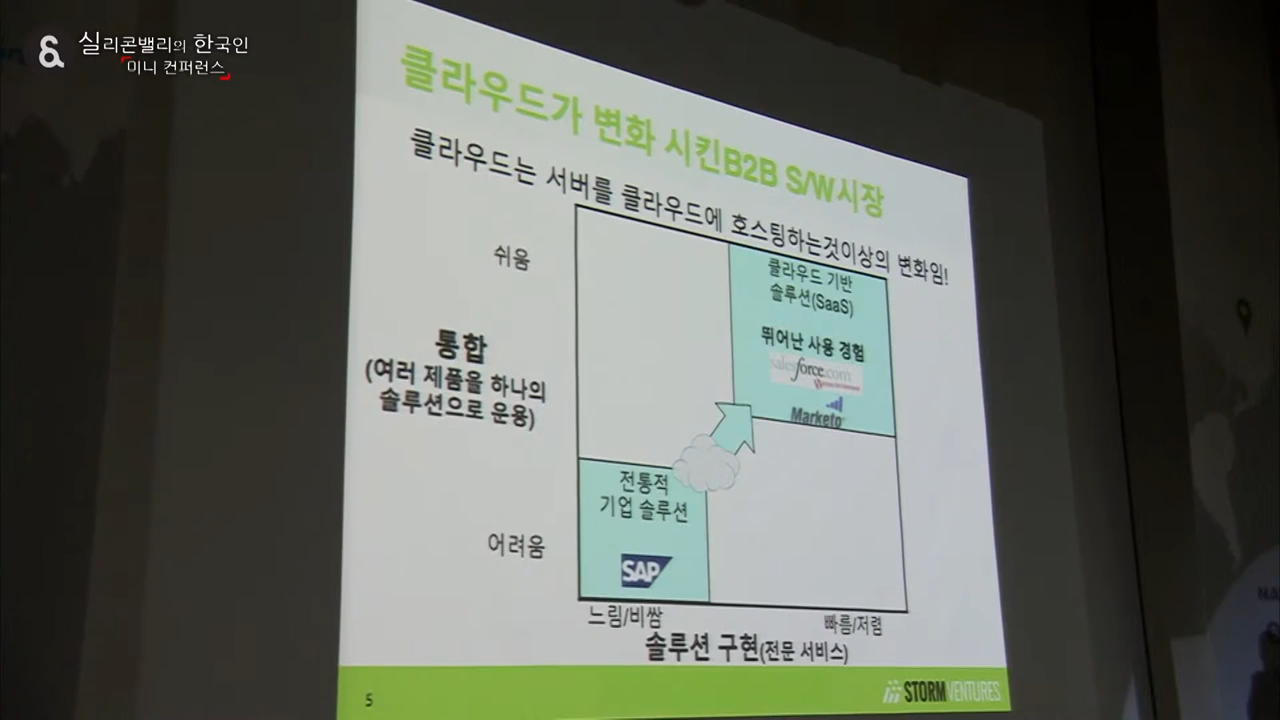 실리콘밸리의 한국인
미니 컨퍼런스
클라우드가 변화 시킨B2B S/W시장
클라우드는 서버를 클라우드에 호스팅하는것이상의 변화임!
쉬움
클라우드 기반
솔루션(SaaS)
뛰어난 사용 경험
salesforce.com
Marketo
통합
(여러 제품을 하나의
솔루션으로 운용)
전통적
기업 솔루션
SAP
어려움
느림/비쌈
빠름/저렴
솔루션 구현(전문 서비스)
5
STORMVENTURES